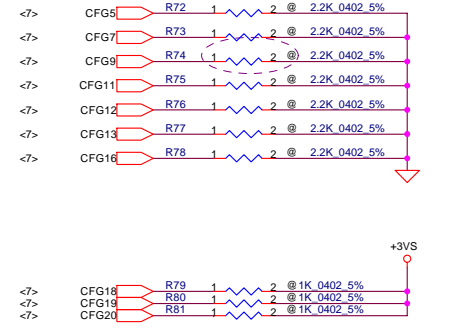 <7> CFG5 R72 1 2 @ 2.2K_0402_5%
<7> CFG7 R73 1 2 @ 2.2K_0402_5%
<7> CFG9 R74 1 2 @ 2.2K_0402_5%
<7> CFG11 R75 1 2 @ 2.2K_0402_5%
<7> CFG12 R76 1 2 @ 2.2K_0402_5%
<7> CFG13 R77 1 2 @ 2.2K_0402_5%
<7> CFG16 R78 1 2 @ 2.2K_0402_5%
+3VS
<7> CFG18 R79 1 2 @ 1K_0402_5%
<7> CFG19 R80 1 2 @ 1K_0402_5%
<7> CFG20 R81 1 2 @ 1K_0402_5%